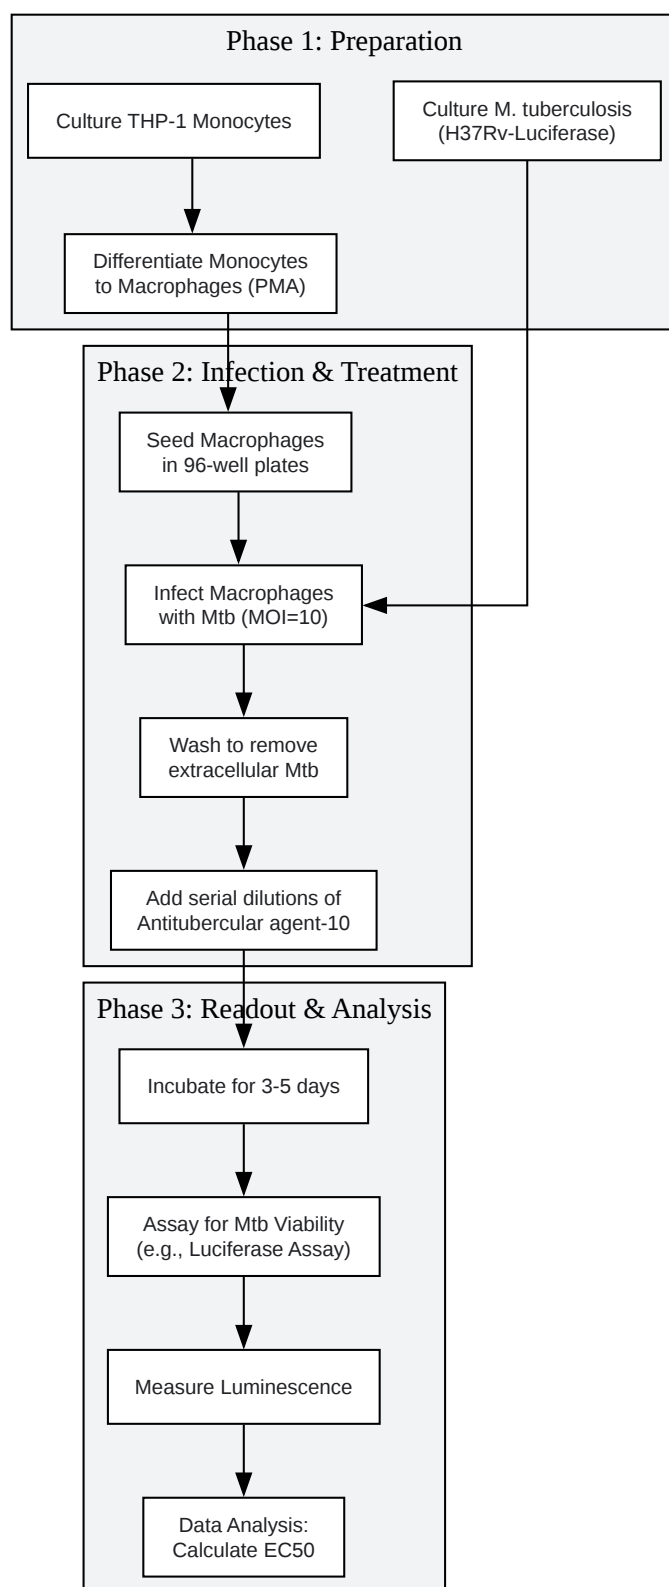 Phase 1: Preparation
Culture THP-1 Monocytes
Culture M. tuberculosis
(H37Rv-Luciferase)
Differentiate Monocytes
to Macrophages (PMA)
Phase 2: Infection & Treatment
Seed Macrophages
in 96-well plates
Infect Macrophages
with Mtb (MOI=10)
Wash to remove
extracellular Mtb
Add serial dilutions of
Antitubercular agent-10
Phase 3: Readout & Analysis
Incubate for 3-5 days
Assay for Mtb Viability
(e.g., Luciferase Assay)
Measure Luminescence
Data Analysis:
Calculate EC50